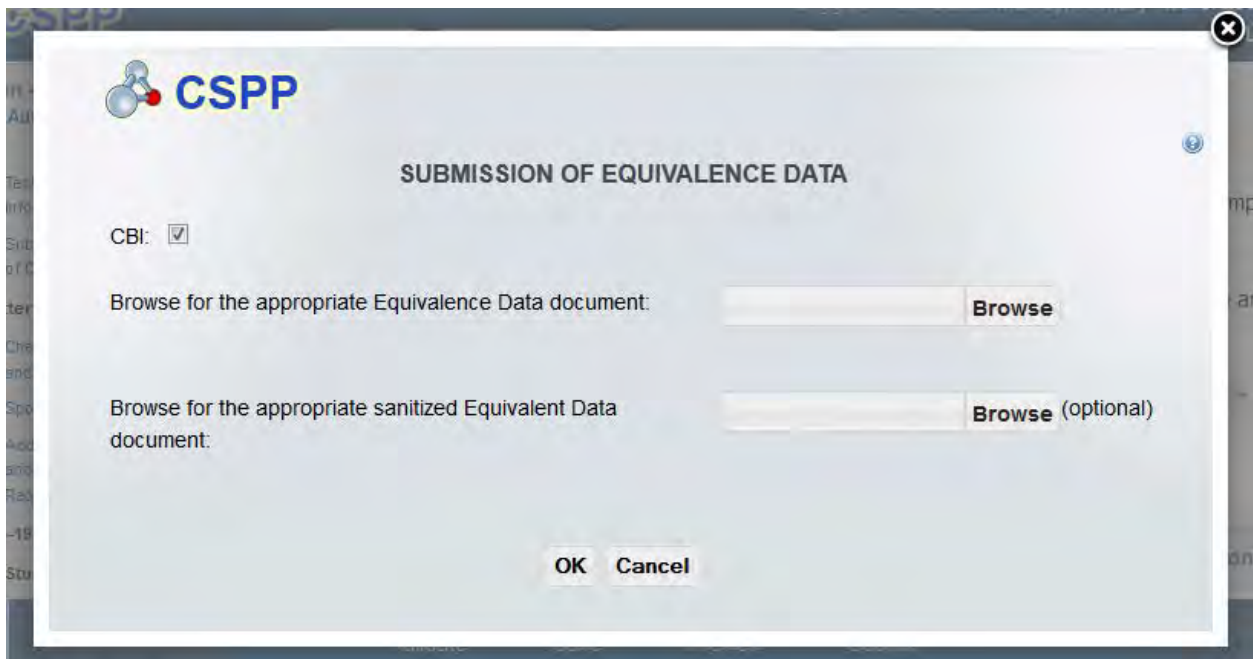 CSPP
CSPP
SUBMISSION OF EQUIVALENCE DATA
CBI:
Browse for the appropriate Equivalence Data document:
Browse
Browse for the appropriate sanitized Equivalent Data
document:
Browse (optional)
OK Cancel